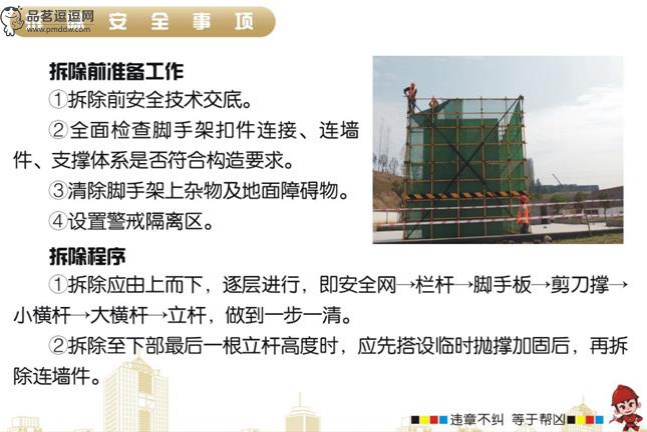 品茗逗逗网
www.pmddw.com
拆除安全事项
拆除前准备工作
①拆除前安全技术交底。
②全面检查脚手架扣件连接、连墙
件、支撑体系是否符合构造要求。
③清除脚手架上杂物及地面障碍物。
④设置警戒隔离区。
拆除程序
①拆除应由上而下，逐层进行，即安全网→栏杆→脚手板→剪刀撑→
小横杆→大横杆→立杆，做到一步一清。
②拆除至下部最后一根立杆高度时，应先搭设临时抛撑加固后，再拆
除连墙件。
违章不纠 等于帮凶